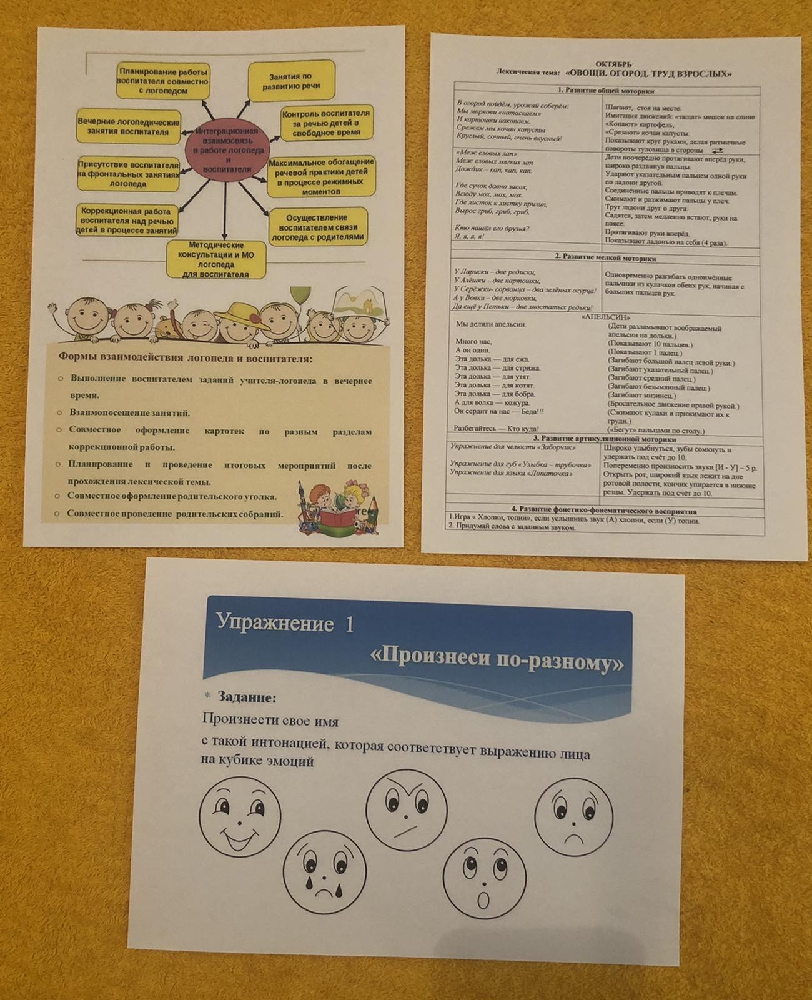 Планирование работы
воспитателя совместно
с логопедом
Занятия по
развитию речи
Вечерние логопедические
занятия воспитателя
Контроль воспитателя
за речью детей в
свободное время
Интеграционная
взаимосвязь
в работе логопеда
и
воспитателя
Присутствие воспитателя
на фронтальных занятиях
логопеда
Максимальное обогащение
речевой практики детей
в процессе режимных
моментов
Коррекционная работа
воспитателя над речью
детей в процессе занятий
Осуществление
воспитателем связи
логопеда с родителями
Методические
консультации и МО
логопеда
для воспитателя
Формы взаимодействия логопеда и воспитателя:
о Выполнение воспитателем заданий учителя-логопеда в вечернее
время.
о Взаимопосещение занятий.
о Совместное оформление картотек по разным разделам
коррекционной работы.
о Планирование и проведение итоговых мероприятий после
прохождения лексической темы.
о Совместное оформление родительского уголка.
о Совместное проведение родительских собраний.
ОКТЯБРЬ
Лексическая тема: «ОВОЩИ. ОГОРОД. ТРУД ВЗРОСЛЫХ»
1. Развитие общей моторики
В огород пойдём, урожай соберём:
Мы моркови «натаскаем»
И картошки накопаем.
Срежем мы кочан капусты
Круглый, сочный, очень вкусный!
Шагают, стоя на месте.
Имитация движений: «тащат» мешок на спине
«Копают» картофель,
«Срезают» кочан капусты.
Показывают круг руками, делая ритмичные
повороты туловища в стороны
«Меж еловых лап»
Меж еловых мягких лап
Дождик – кап, кап, кап.
Где сучок давно засох,
Всюду мох, мох, мох.
Где листок к листку прилип,
Вырос гриб, гриб, гриб.
Кто нашёл его друзья?
Я, я, я, я!
Дети поочерёдно протягивают вперёд руки,
широко раздвинув пальцы.
Ударяют указательным пальцем одной руки
по ладони другой.
Соединённые пальцы приводят к плечам.
Сжимают и разжимают пальцы у плеч.
Трут ладони друг о друга.
Садятся, затем медленно встают, руки на
поясе.
Протягивают руки вперёд.
Показывают ладонью на себя (4 раза).
2. Развитие мелкой моторики
У Лариски – две редиски,
У Алёшки – две картошки,
У Серёжки- сорванца – два зелёных огурца!
А у Вовки – две морковки,
Да ещё у Петьки – две хвостатых редьки!
Одновременно разгибать одноимённые
пальчики из кулачков обеих рук, начиная с
больших пальцев рук.
«АПЕЛЬСИН»
Мы делили апельсин. (Дети разламывают воображаемый
апельсин на дольки.)
Много нас, (Показывают 10 пальцев.)
А он один. (Показывают 1 палец.)
Эта долька — для ежа. (Загибают большой палец левой руки.)
Эта долька — для стрижа. (Загибают указательный палец.)
Эта долька — для утят. (Загибают средний палец.)
Эта долька — для котят. (Загибают безымянный палец.)
Эта долька — для бобра. (Загибают мизинец.)
А для волка — кожура. (Бросательное движение правой рукой.)
Он сердит на нас — Беда!!! (Сжимают кулаки и прижимают их к
груди.)
Разбегайтесь — Кто куда! («Бегут» пальцами по столу.)
3. Развитие артикуляционной моторики
Упражнение для челюсти «Заборчик»
Упражнение для губ «Улыбка – трубочка»
Упражнение для языка «Лопаточка»
Широко улыбнуться, зубы сомкнуть и
удержать под счёт до 10.
Попеременно произносить звуки [И - У] – 5 р.
Открыть рот, широкий язык лежит на дне
ротовой полости, кончик упирается в нижние
резцы. Удержать под счёт до 10.
4. Развитие фонетико-фонематического восприятия
1.Игра « Хлопни, топни», если услышишь звук (А) хлопни, если (У) топни.
2. Придумай слова с заданным звуком.
Упражнение 1
«Произнеси по-разному»
* Задание:
Произнести свое имя
с такой интонацией, которая соответствует выражению лица
на кубике эмоций